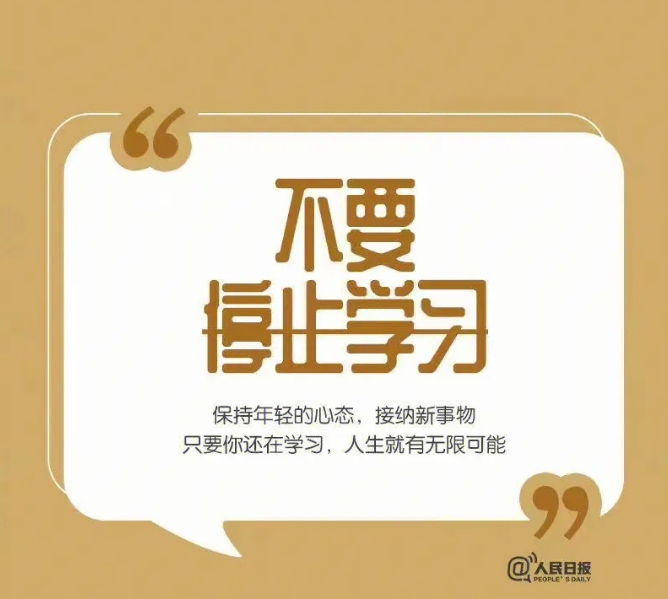 不要
停止学习
保持年轻的心态，接纳新事物
只要你还在学习，人生就有无限可能
@人民日报
PEOPLE'S DAILY